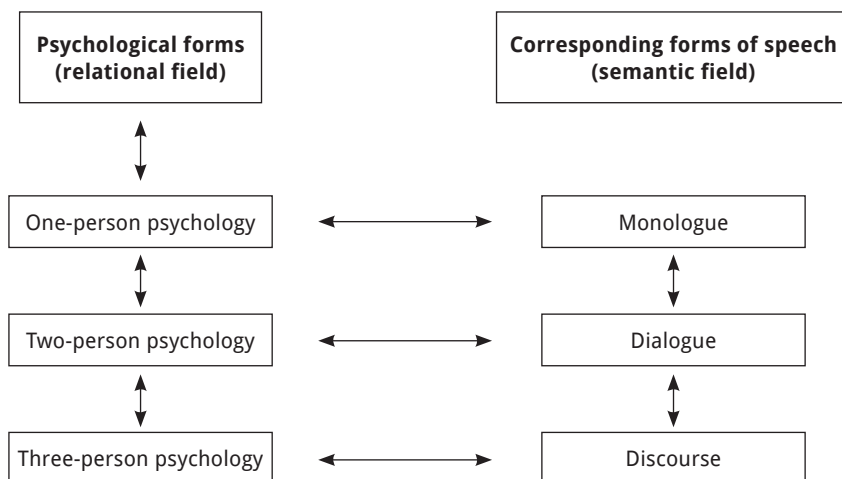 Psychological forms
(relational field)
Corresponding forms of speech
(semantic field)
One-person psychology
Monologue
Two-person psychology
Dialogue
Three-person psychology
Discourse